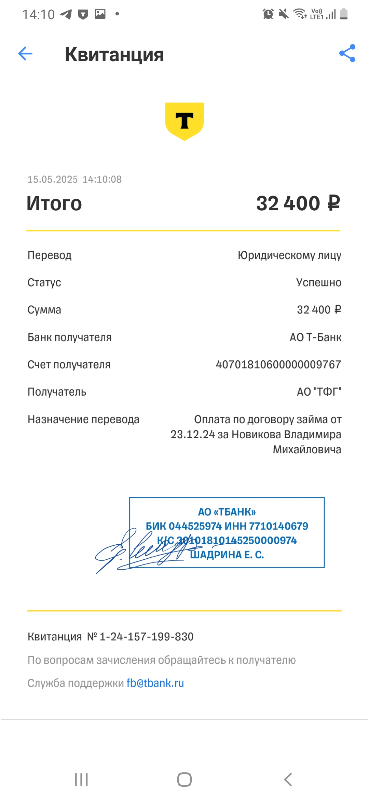 14:10
Vo))
LTE1
Квитанция
Т
15.05.2025 14:10:08
Итого 32 400 ₽
Перевод Юридическому лицу
Статус Успешно
Сумма 32 400 ₽
Банк получателя АО Т-Банк
Счет получателя 40701810600000009767
Получатель АО "ТФГ"
Назначение перевода Оплата по договору займа от
23.12.24 за Новикова Владимира
Михайловича
АО «ТБАНК»
БИК 044525974 ИНН 7710140679
К/С 30101810145250000974
ШАДРИНА Е. С.
Квитанция № 1-24-157-199-830
По вопросам зачисления обращайтесь к получателю
Служба поддержки fb@tbank.ru